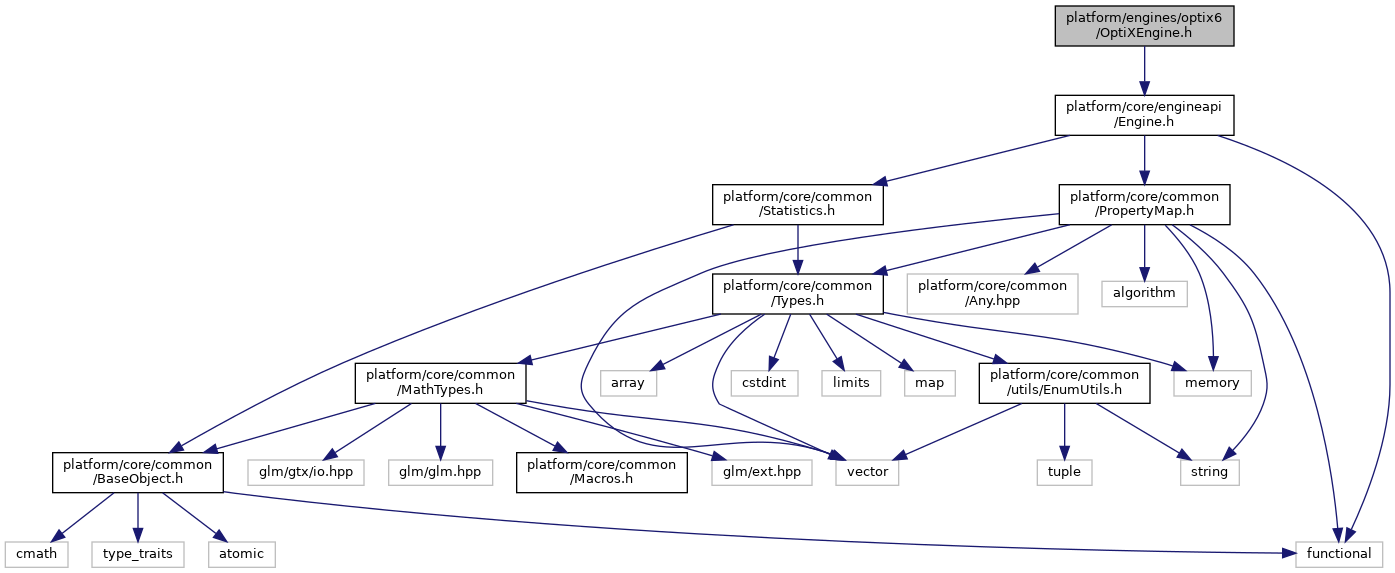 platform/engines/optix6
/OptiXEngine.h
platform/core/engineapi
/Engine.h
platform/core/common
/Statistics.h
platform/core/common
/PropertyMap.h
platform/core/common
/Types.h
platform/core/common
/Any.hpp
algorithm
platform/core/common
/MathTypes.h
array
cstdint
limits
map
platform/core/common
/utils/EnumUtils.h
memory
platform/core/common
/BaseObject.h
glm/gtx/io.hpp
glm/glm.hpp
platform/core/common
/Macros.h
glm/ext.hpp
vector
tuple
string
cmath
type_traits
atomic
functional